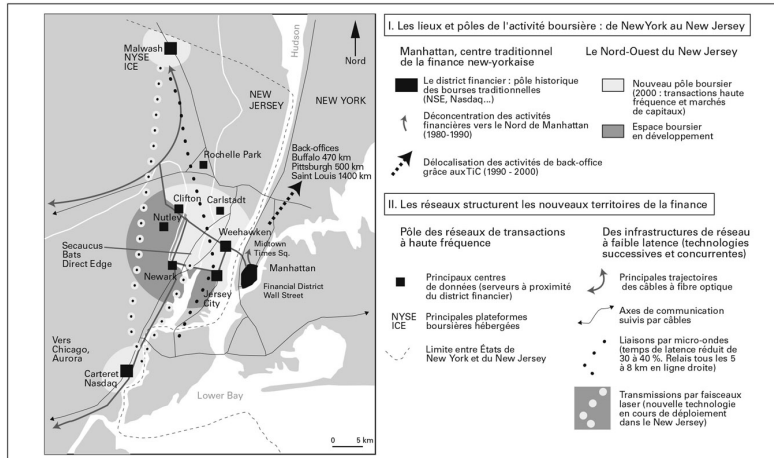 Malwash
NYSE
ICE
Hudson
Nord
NEW
JERSEY
NEW YORK
Rochelle Park
Back-offices
Buffalo 470 km
Pittsburgh 500 km
Saint Louis 1400 km
Clifton
Carlstadt
Nutley
Weehawken
Secaucus
Bats
Direct Edge
Midtown
Times Sq.
Newark
Manhattan
Jersey
City
Financial District
Wall Street
Vers
Chicago,
Aurora
Carteret
Nasdaq
Lower Bay
0 5 km
I. Les lieux et pôles de l'activité boursière : de New York au New Jersey
Manhattan, centre traditionnel
de la finance new-yorkaise
Le district financier : pôle historique
des bourses traditionnelles
(NSE, Nasdaq...)
Déconcentration des activités
financières vers le Nord de Manhattan
(1980-1990)
Délocalisation des activités de back-office
grâce aux TiC (1990 - 2000)
Le Nord-Ouest du New Jersey
Nouveau pôle boursier
(2000 : transactions haute
fréquence et marchés
de capitaux)
Espace boursier
en développement
II. Les réseaux structurent les nouveaux territoires de la finance
Pôle des réseaux de transactions
à haute fréquence
Principaux centres
de données (serveurs à proximité
du district financier)
NYSE
ICE
Principales plateformes
boursières hébergées
Limite entre États de
New York et du New Jersey
Des infrastructures de réseau
à faible latence (technologies
successives et concurrentes)
Principales trajectoires
des câbles à fibre optique
Axes de communication
suivis par câbles
Liaisons par micro-ondes
(temps de latence réduit de
30 à 40 %. Relais tous les 5
à 8 km en ligne droite)
Transmissions par faisceaux
laser (nouvelle technologie
en cours de déploiement
dans le New Jersey)